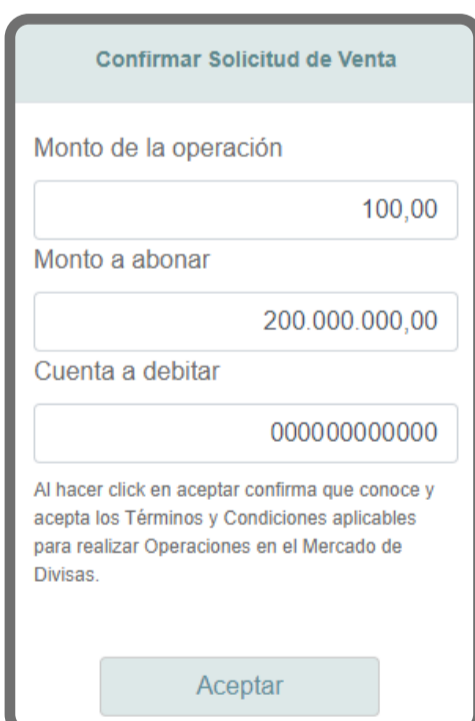 Confirmar Solicitud de Venta
Monto de la operación
100,00
Monto a abonar
200.000.000,00
Cuenta a debitar
000000000000
Al hacer click en aceptar confirma que conoce y
acepta los Términos y Condiciones aplicables
para realizar Operaciones en el Mercado de
Divisas.
Aceptar